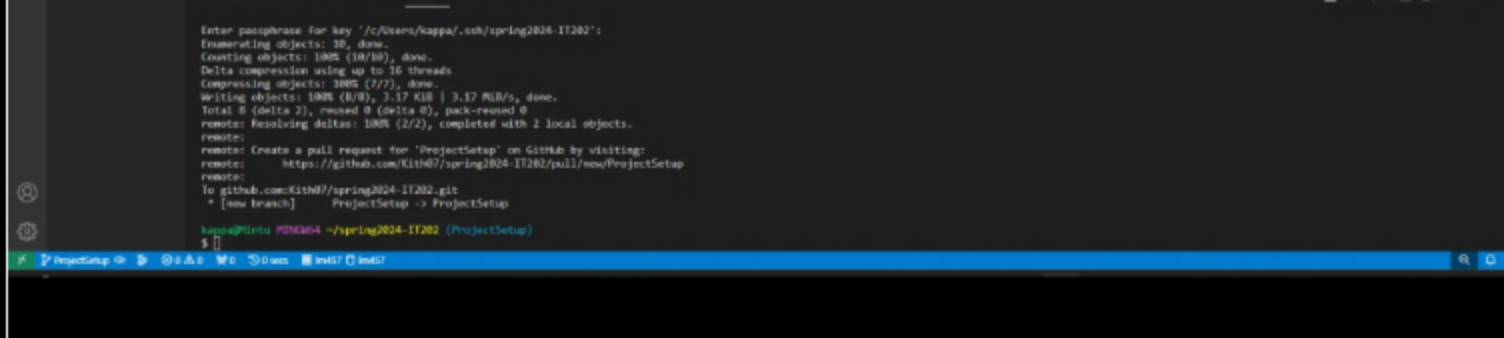 Enter passphrase for key '/c/Users/kappa/.ssh/spring2024-IT202':
Enumerating objects: 10, done.
Counting objects: 100% (10/10), done.
Delta compression using up to 16 threads
Compressing objects: 100% (7/7), done.
Writing objects: 100% (8/8), 3.17 KiB | 3.17 MiB/s, done.
Total 8 (delta 2), reused 0 (delta 0), pack-reused 0
remote: Resolving deltas: 100% (2/2), completed with 2 local objects.
remote:
remote: Create a pull request for 'ProjectSetup' on GitHub by visiting:
remote: https://github.com/Kith07/spring2024-IT202/pull/new/ProjectSetup
remote:
To github.com:Kith07/spring2024-IT202.git
* [new branch] ProjectSetup -> ProjectSetup
kappa@Mintu MINGW64 ~/spring2024-IT202 (ProjectSetup)
$
ProjectSetup 0 0 0 0 secs lm457 lm457